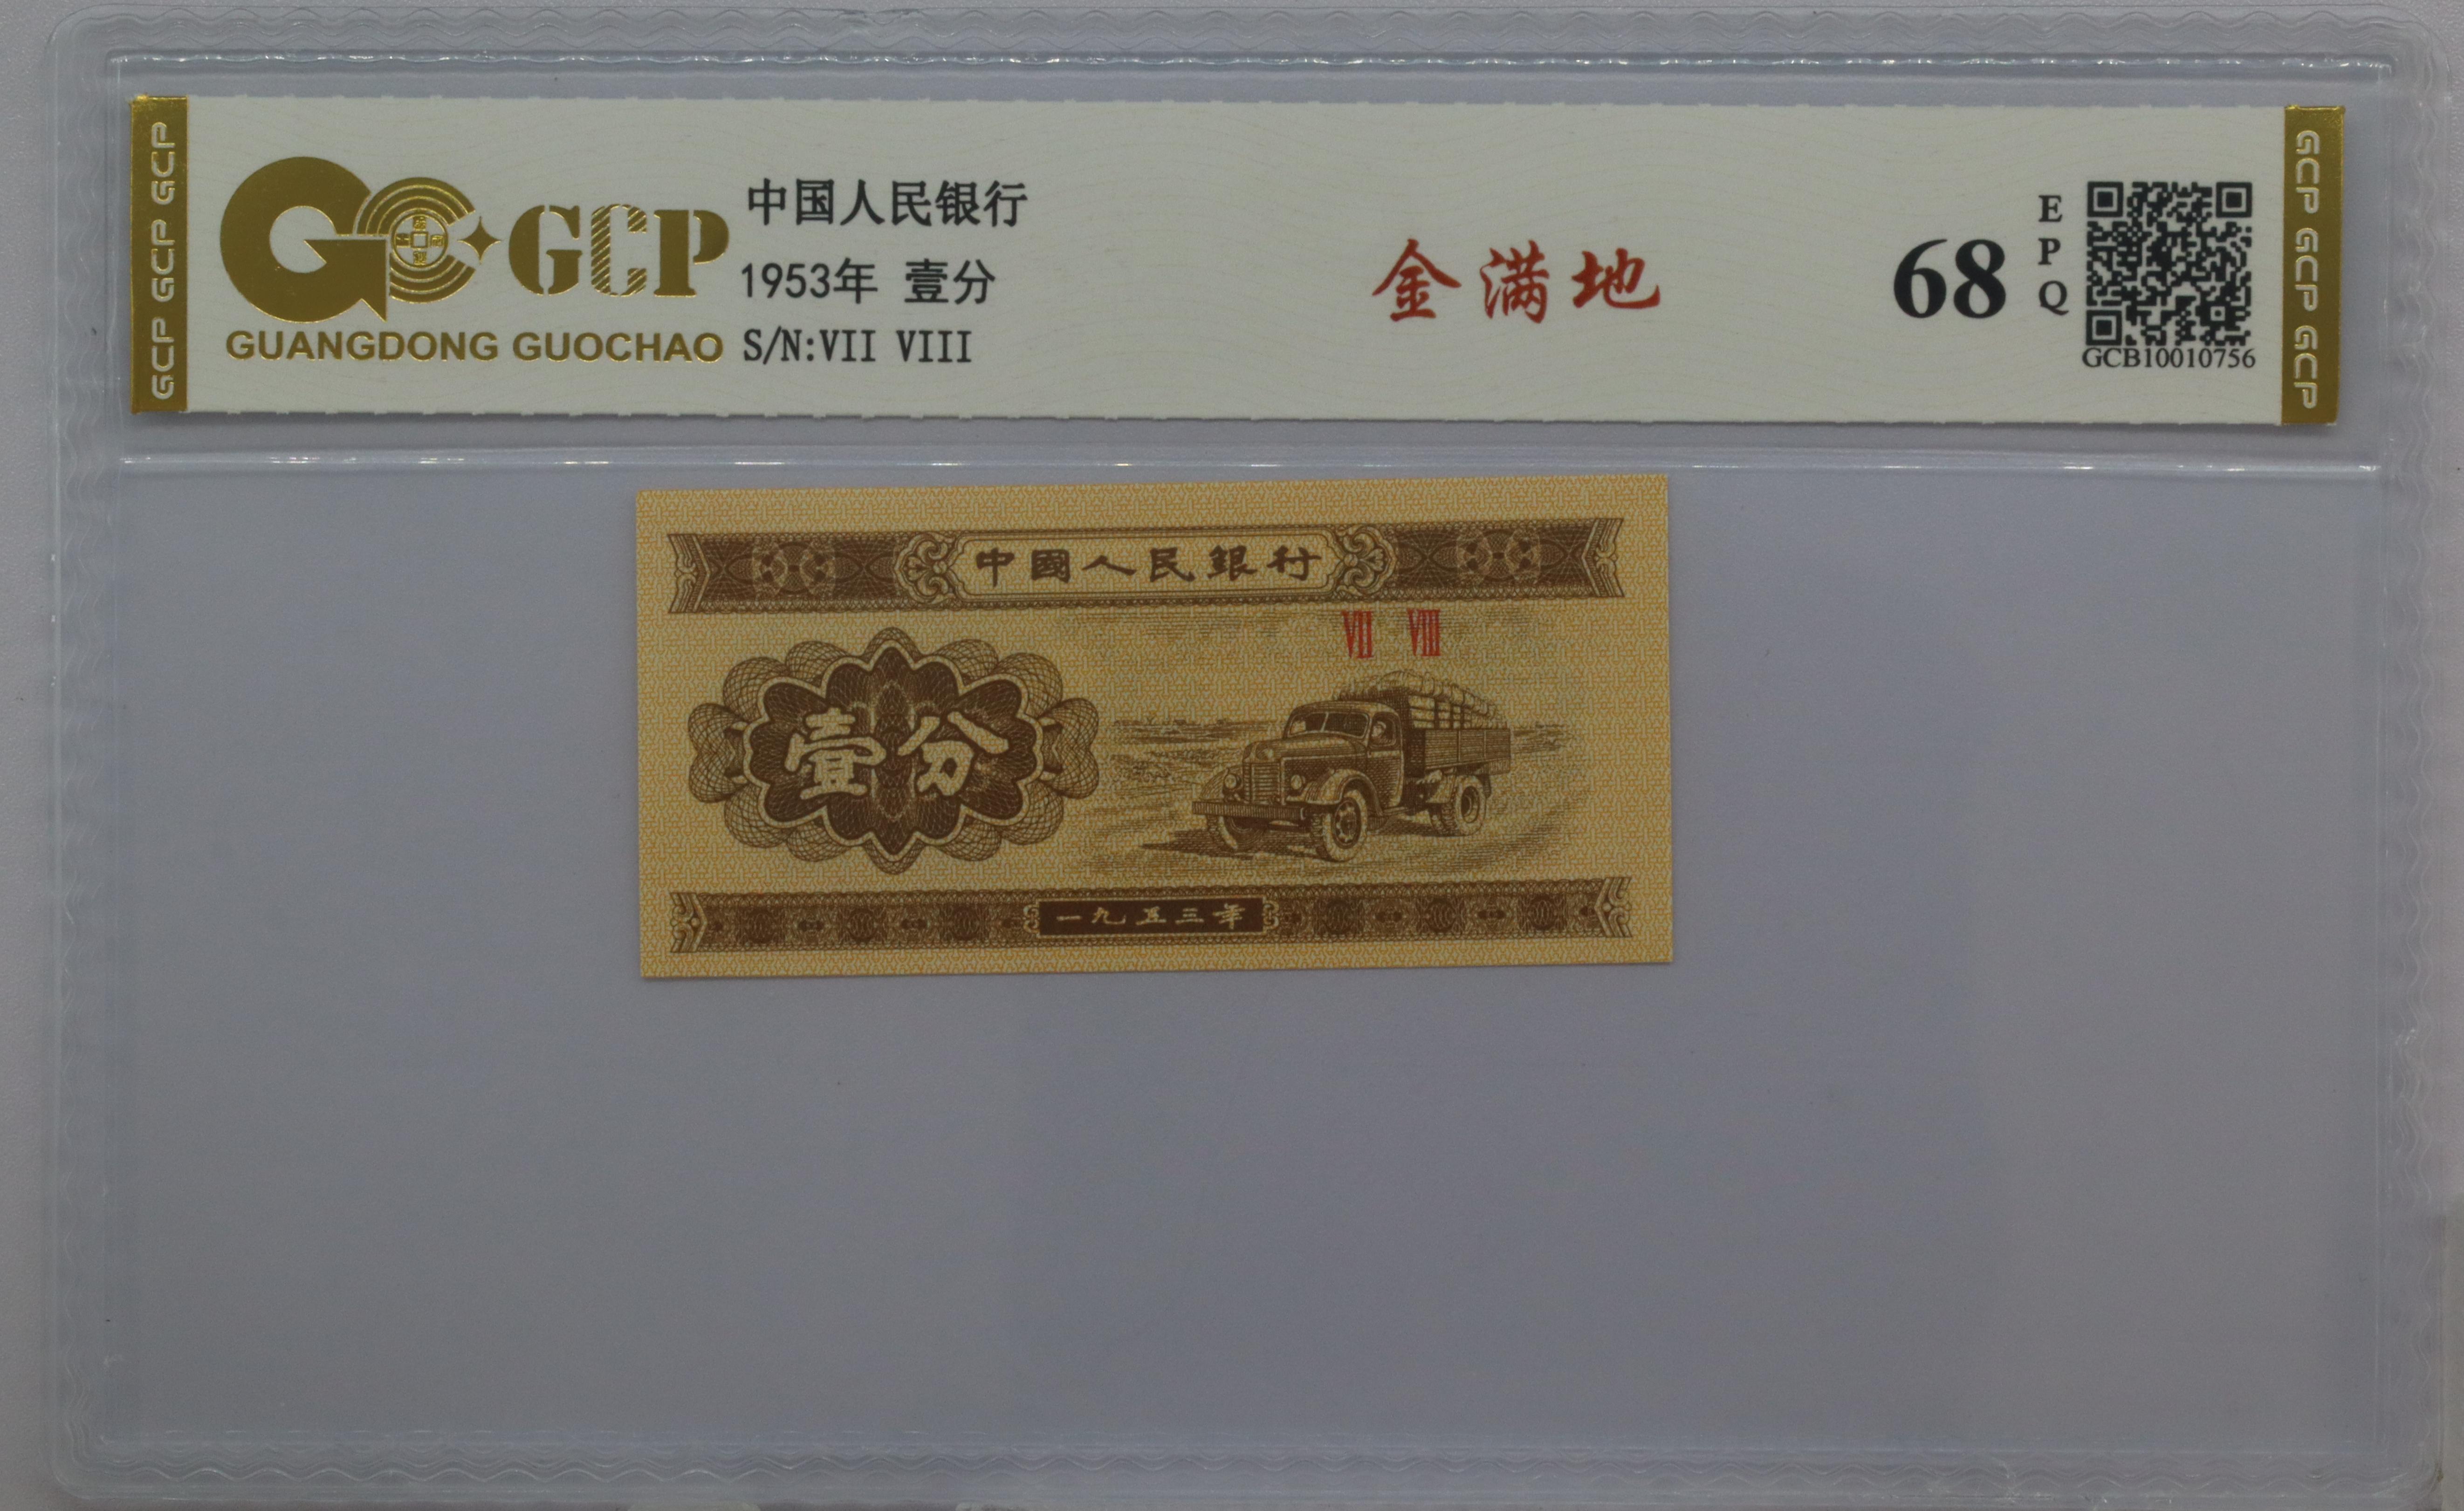 GCP GCP GCP
GCP
GUANGDONG GUOCHAO
中国人民银行
1953年 壹分
S/N:VII VIII
金满地
68
E
P
Q
GCB10010756
GCP GCP GCP
中國人民銀行
VII VIII
壹分
一九五三年